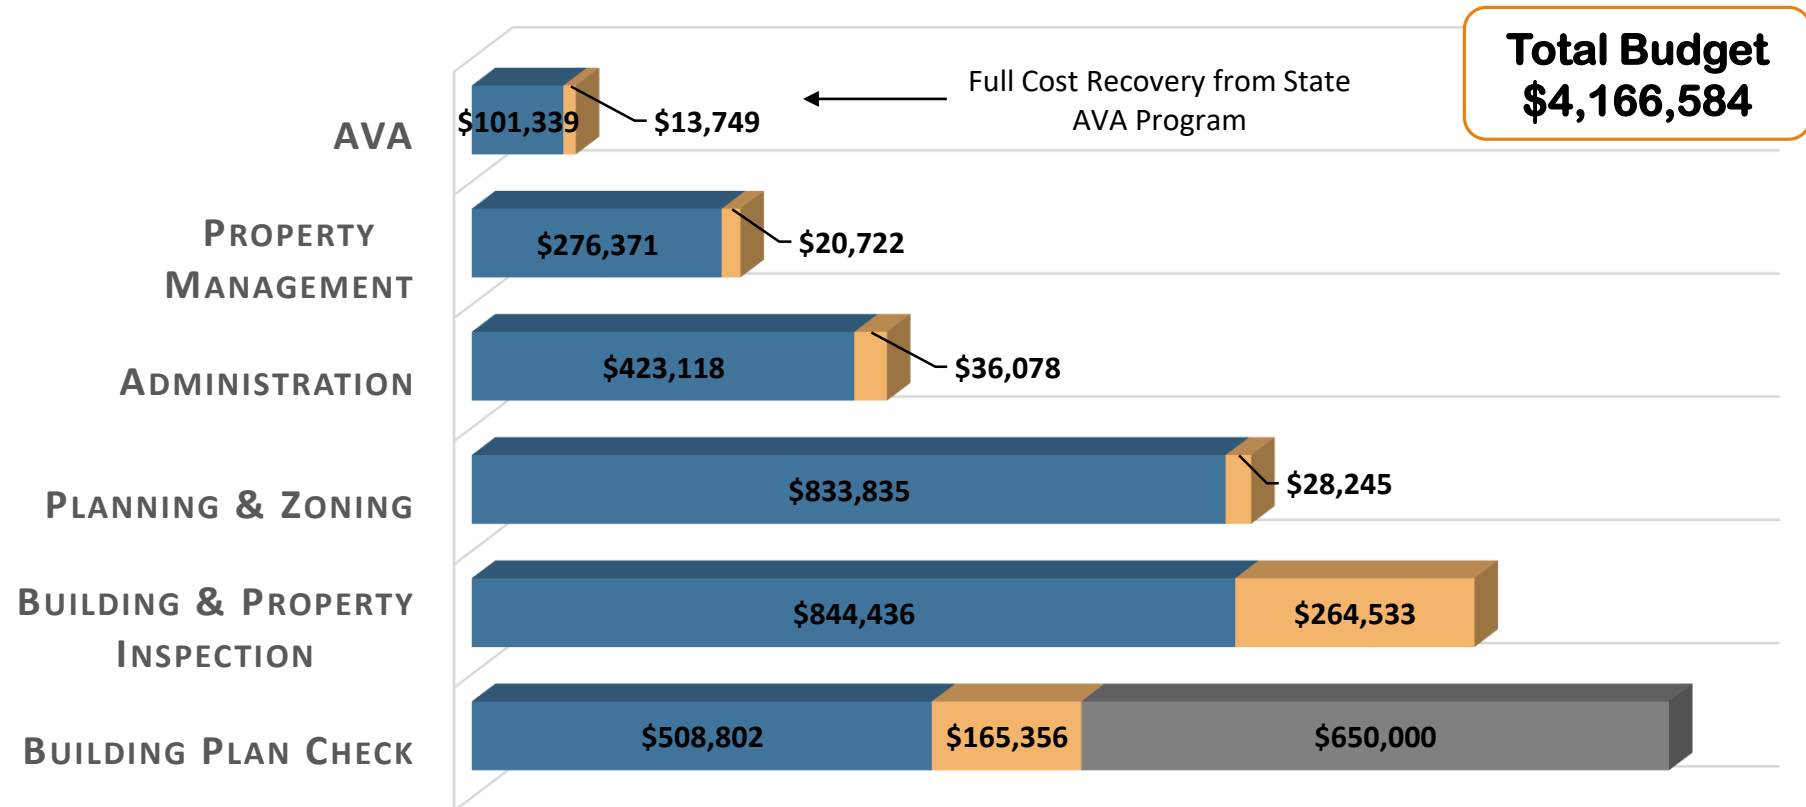 Total Budget
$4,166,584
Full Cost Recovery from State
AVA Program
AVA
$101,339
$13,749
PROPERTY
MANAGEMENT
$276,371
$20,722
ADMINISTRATION
$423,118
$36,078
PLANNING & ZONING
$833,835
$28,245
BUILDING & PROPERTY
INSPECTION
$844,436
$264,533
BUILDING PLAN CHECK
$508,802
$165,356
$650,000